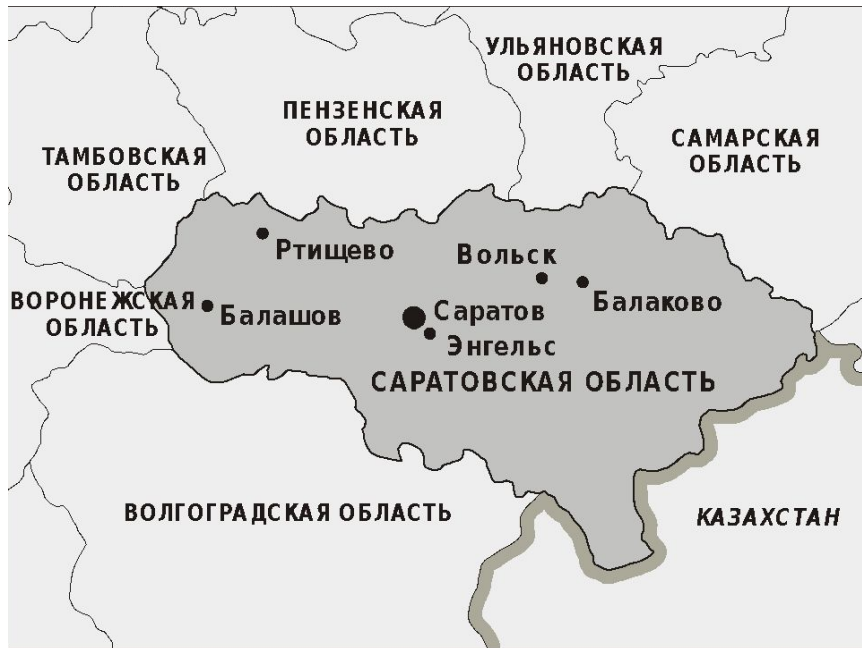 УЛЬЯНОВСКАЯ
ОБЛАСТЬ
ПЕНЗЕНСКАЯ
ОБЛАСТЬ
САМАРСКАЯ
ОБЛАСТЬ
ТАМБОВСКАЯ
ОБЛАСТЬ
Ртищево
Вольск
Балаково
ВОРОНЕЖСКАЯ
ОБЛАСТЬ
Балашов
Саратов
Энгельс
САРАТОВСКАЯ ОБЛАСТЬ
ВОЛГОГРАДСКАЯ ОБЛАСТЬ
КАЗАХСТАН